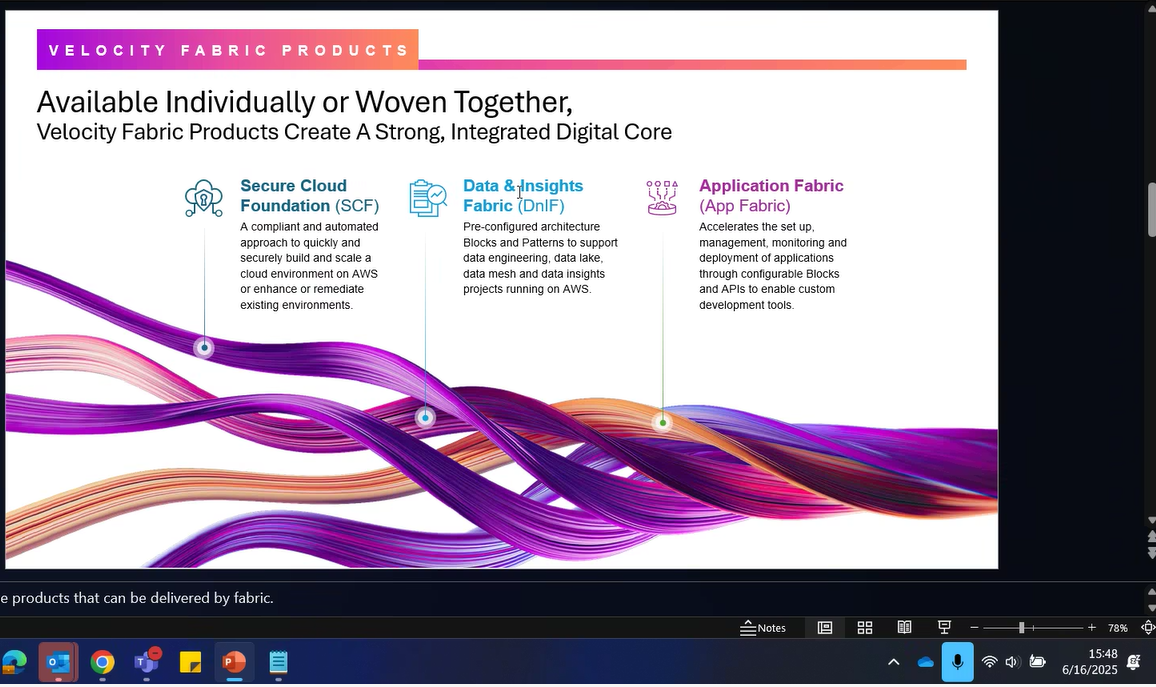 VELOCITY FABRIC PRODUCTS
Available Individually or Woven Together,
Velocity Fabric Products Create A Strong, Integrated Digital Core
Secure Cloud
Foundation (SCF)
A compliant and automated
approach to quickly and
securely build and scale a
cloud environment on AWS
or enhance or remediate
existing environments.
Data & Insights
Fabric (DnIF)
Pre-configured architecture
Blocks and Patterns to support
data engineering, data lake,
data mesh and data insights
projects running on AWS.
Application Fabric
(App Fabric)
Accelerates the set up,
management, monitoring and
deployment of applications
through configurable Blocks
and APIs to enable custom
development tools.
e products that can be delivered by fabric.
Notes
78%
15:48
6/16/2025